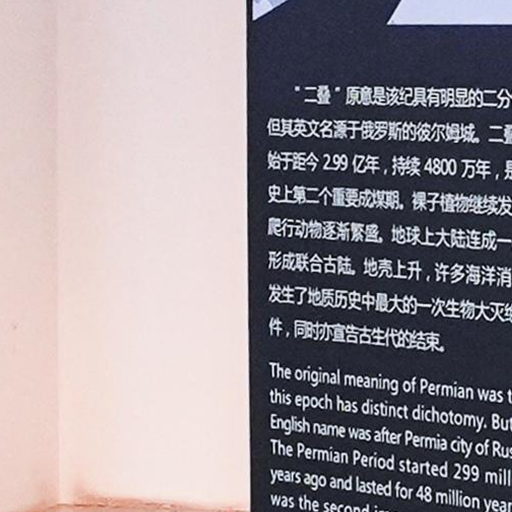 “二叠”原意是该纪具有明显的二分
但其英文名源于俄罗斯的彼尔姆城。二
始于距今 2.99 亿年，持续 4800 万年，
史上第二个重要成煤期。裸子植物继续发
爬行动物逐渐繁盛。地球上大陆连成一
形成联合古陆。地壳上升，许多海洋消
发生了地质历史中最大的一次生物大灭绝
件，同时亦宣告古生代的结束。
The original meaning of Permian was
this epoch has distinct dichotomy. But
English name was after Permia city of
The Permian Period started 299
years ago and lasted for 48 million
was the second